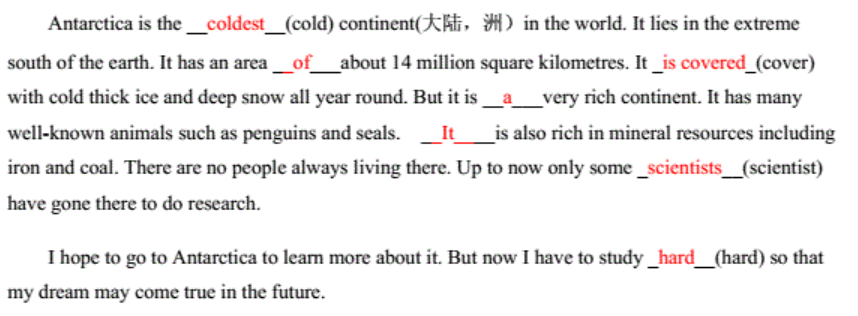 Antarctica is the __coldest__(cold) continent(大陆，洲）in the world. It lies in the extreme
south of the earth. It has an area __of___about 14 million square kilometres. It _is covered_(cover)
with cold thick ice and deep snow all year round. But it is __a___very rich continent. It has many
well-known animals such as penguins and seals. __It____is also rich in mineral resources including
iron and coal. There are no people always living there. Up to now only some _scientists__(scientist)
have gone there to do research.
I hope to go to Antarctica to learn more about it. But now I have to study _hard__(hard) so that
my dream may come true in the future.